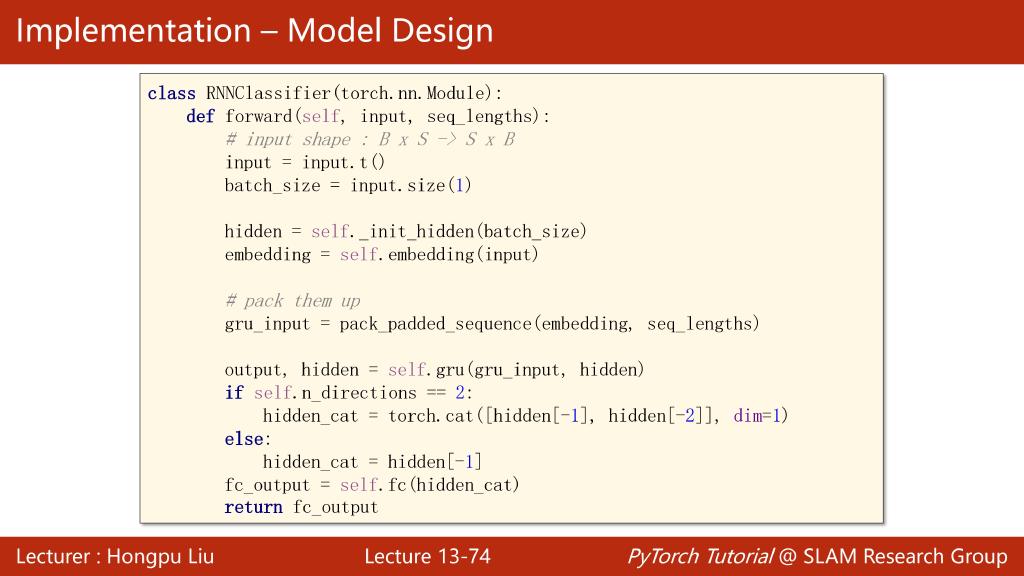 Implementation – Model Design
class RNNClassifier(torch.nn.Module):
    def forward(self, input, seq_lengths):
        # input shape : B x S -> S x B
        input = input.t()
        batch_size = input.size(1)

        hidden = self._init_hidden(batch_size)
        embedding = self.embedding(input)

        # pack them up
        gru_input = pack_padded_sequence(embedding, seq_lengths)

        output, hidden = self.gru(gru_input, hidden)
        if self.n_directions == 2:
            hidden_cat = torch.cat([hidden[-1], hidden[-2]], dim=1)
        else:
            hidden_cat = hidden[-1]
        fc_output = self.fc(hidden_cat)
        return fc_output
Lecturer : Hongpu Liu
Lecture 13-74
PyTorch Tutorial @ SLAM Research Group